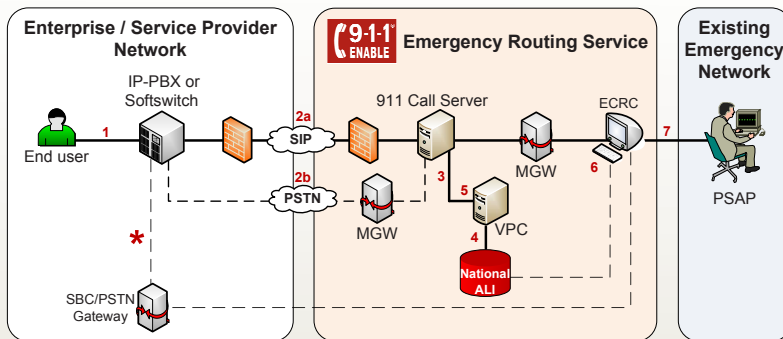 Enterprise / Service Provider
Network
9-1-1
ENABLE
Emergency Routing Service
Existing
Emergency
Network
IP-PBX or
Softswitch
911 Call Server
ECRC
1
2a
SIP
End user
MGW
6
7
PSAP
2b
PSTN
MGW
3
5
VPC
4
National
ALI
*
SBC/PSTN
Gateway